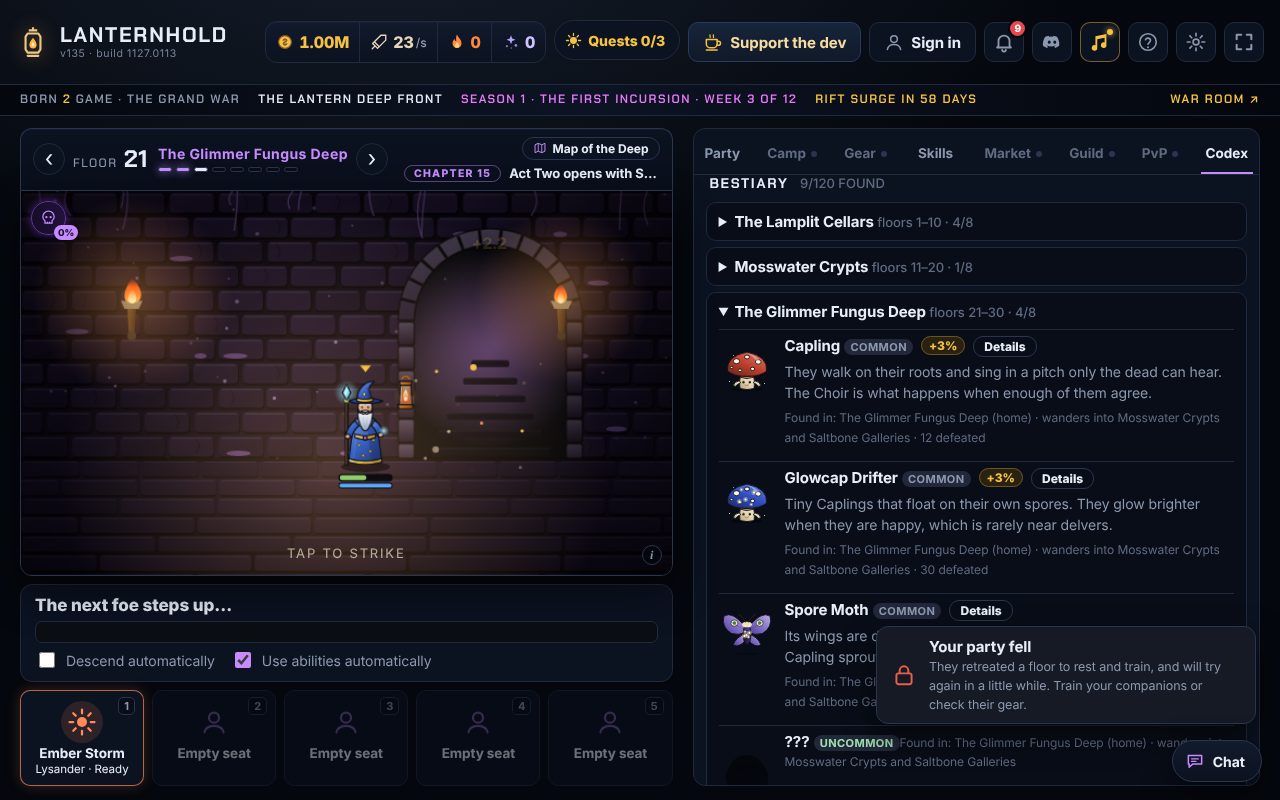 LANTERNHOLD
v135 · build 1127.0113
1.00M
23 /s
0
0
Quests 0/3
Support the dev
Sign in
9
BORN 2 GAME · THE GRAND WAR
THE LANTERN DEEP FRONT
SEASON 1 · THE FIRST INCURSION · WEEK 3 OF 12
RIFT SURGE IN 58 DAYS
WAR ROOM ↗
FLOOR 21
The Glimmer Fungus Deep
Map of the Deep
CHAPTER 15
Act Two opens with S…
0%
+2.2
TAP TO STRIKE
i
The next foe steps up…
Descend automatically
Use abilities automatically
1
Ember Storm
Lysander · Ready
2
Empty seat
3
Empty seat
4
Empty seat
5
Empty seat
Party
Camp
Gear
Skills
Market
Guild
PvP
Codex
BESTIARY 9/120 FOUND
The Lamplit Cellars floors 1–10 · 4/8
Mosswater Crypts floors 11–20 · 1/8
The Glimmer Fungus Deep floors 21–30 · 4/8
Capling COMMON +3% Details
They walk on their roots and sing in a pitch only the dead can hear.
The Choir is what happens when enough of them agree.
Found in: The Glimmer Fungus Deep (home) · wanders into Mosswater Crypts
and Saltbone Galleries · 12 defeated
Glowcap Drifter COMMON +3% Details
Tiny Caplings that float on their own spores. They glow brighter
when they are happy, which is rarely near delvers.
Found in: The Glimmer Fungus Deep (home) · wanders into Mosswater Crypts
and Saltbone Galleries · 30 defeated
Spore Moth COMMON Details
Its wings are
Capling
Found in: The
and Saltbone
Your party fell
They retreated a floor to rest and train, and will try
again in a little while. Train your companions or
check their gear.
??? UNCOMMON Found in: The Glimmer Fungus Deep (home) ·
Mosswater Crypts and Saltbone Galleries
Chat